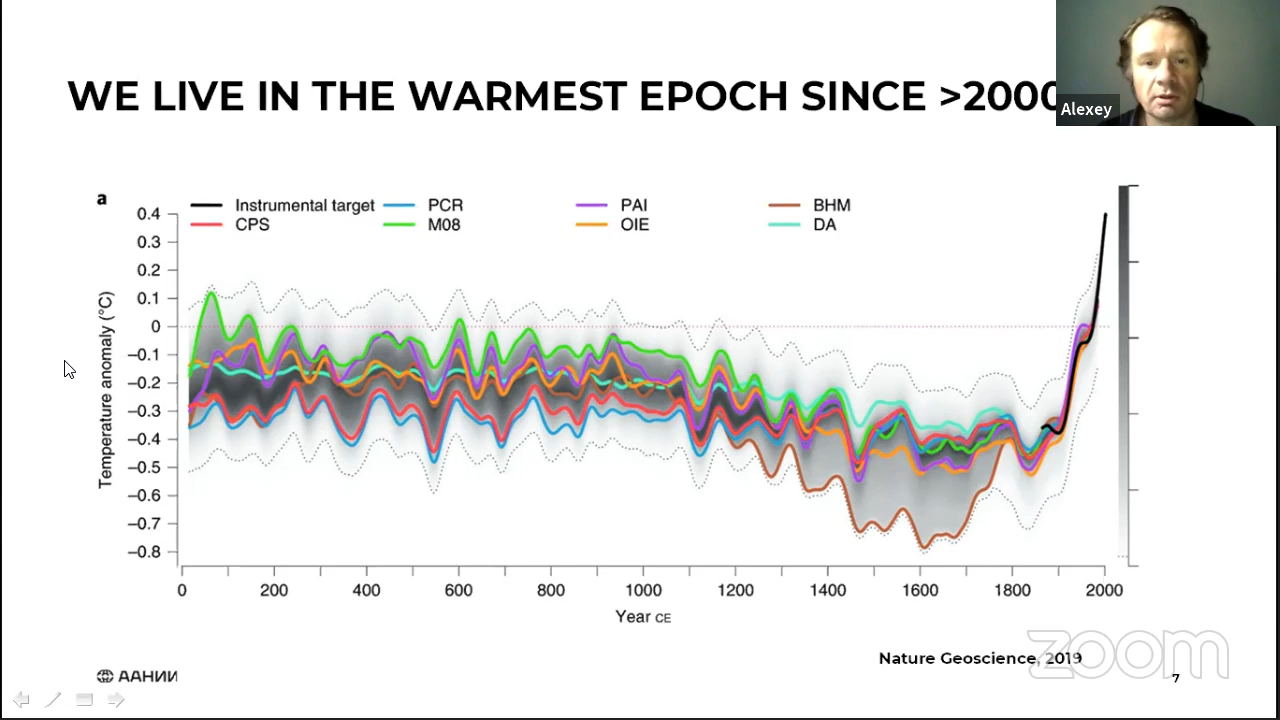 WE LIVE IN THE WARMEST EPOCH SINCE >2000
Alexey
a
Instrumental target PCR PAI BHM
CPS M08 OIE DA
0.4
0.3
0.2
0.1
0
–0.1
–0.2
–0.3
–0.4
–0.5
–0.6
–0.7
–0.8
Temperature anomaly (°C)
0 200 400 600 800 1000 1200 1400 1600 1800 2000
Year CE
Nature Geoscience, 2019
zoom
ААНИИ
7